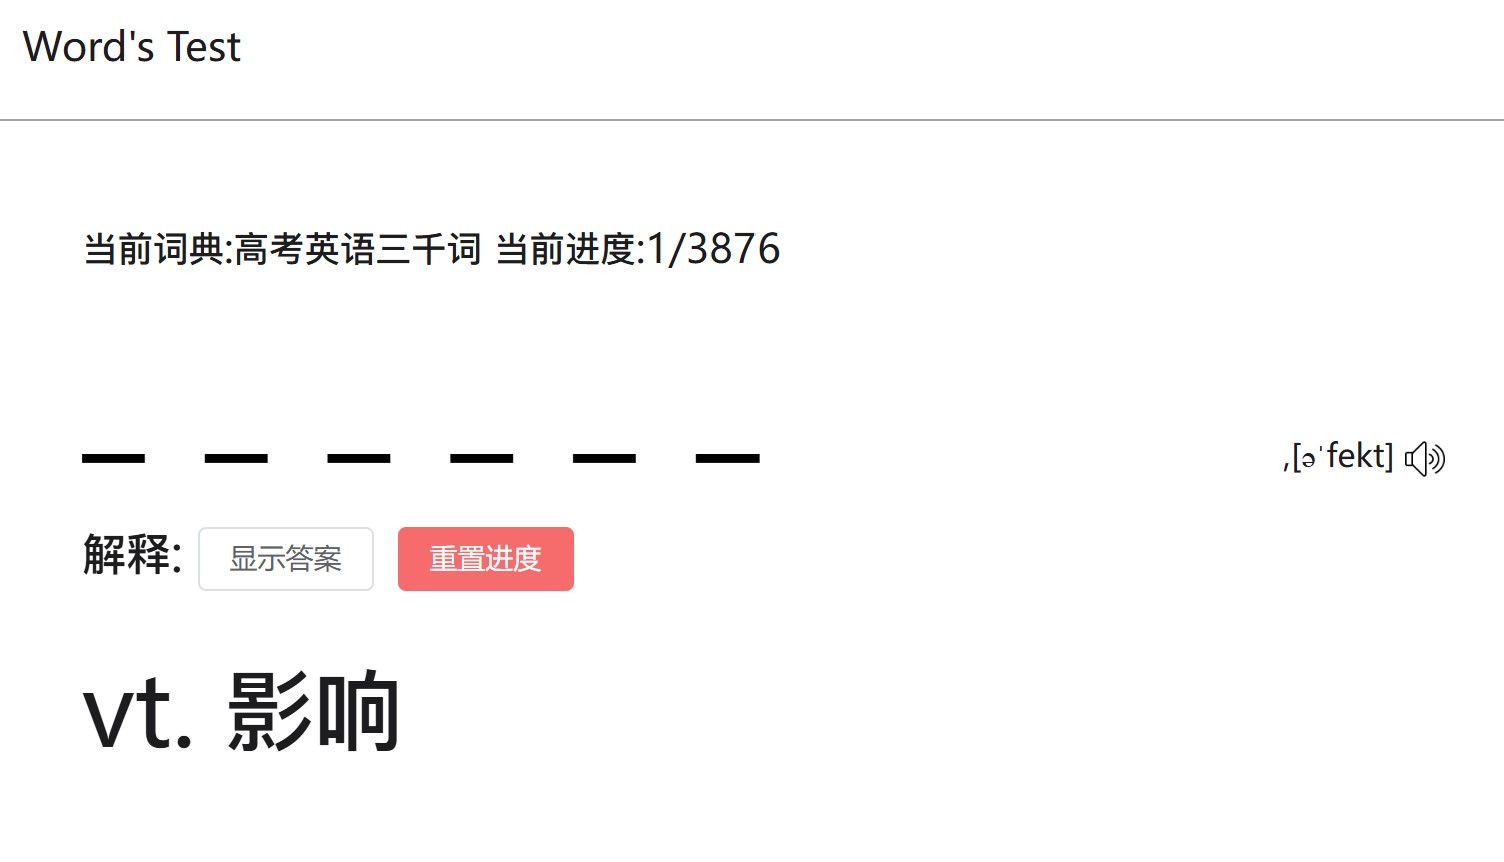 Word's Test
当前词典:高考英语三千词 当前进度:1/3876
_ _ _ _ _ _ ,[əˈfekt]
解释: 显示答案 重置进度
vt. 影响